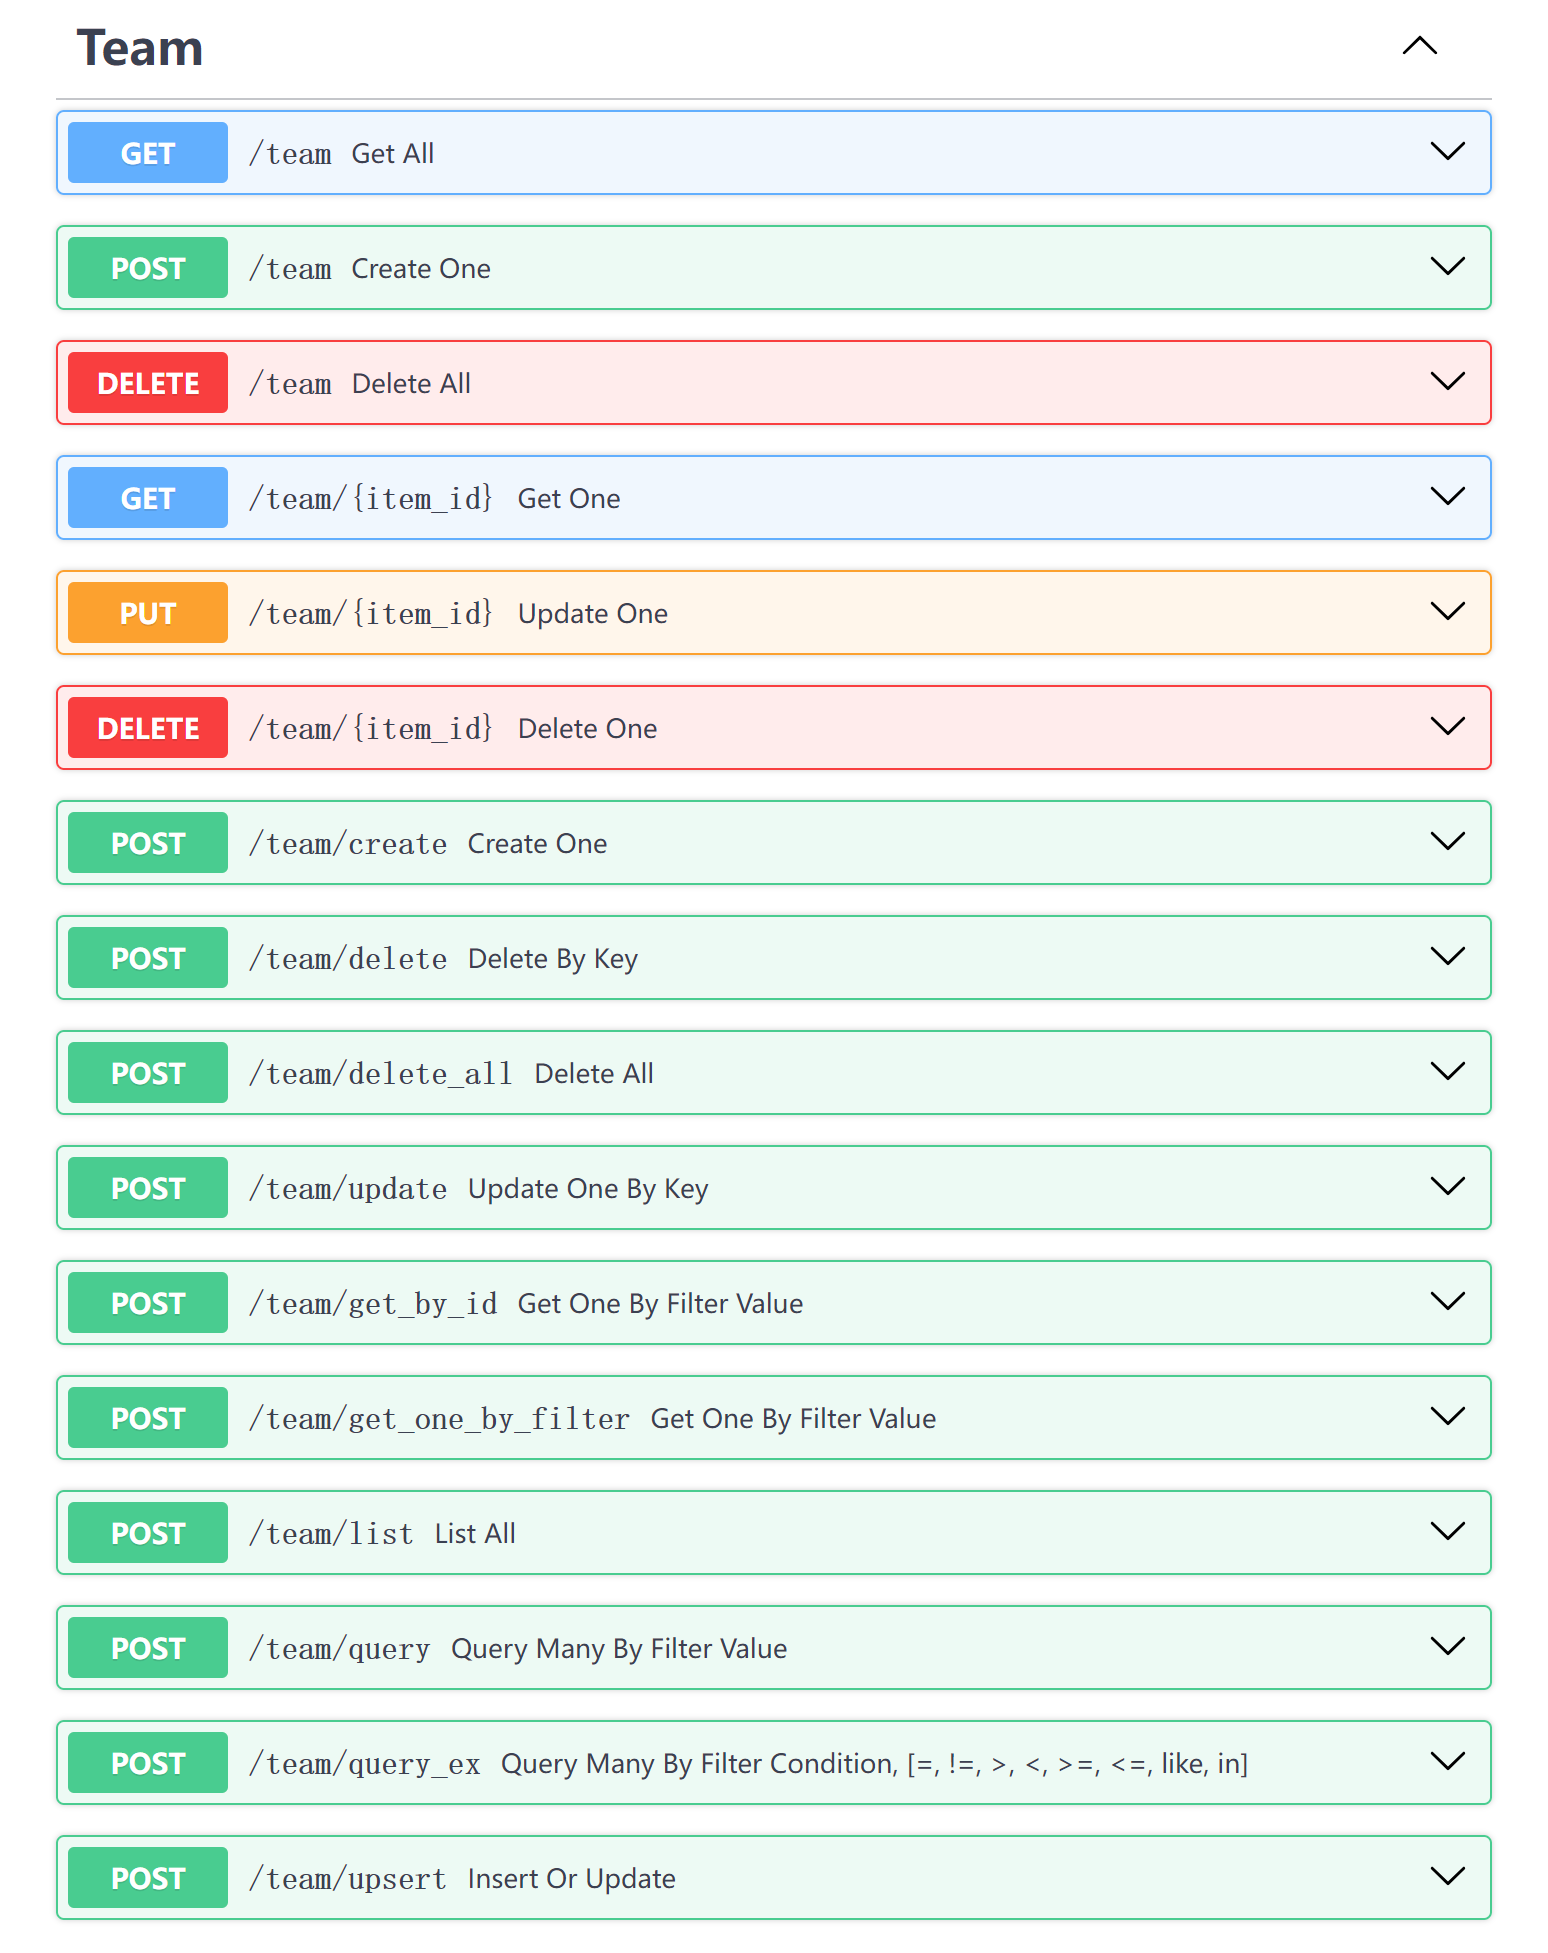 Team
GET /team Get All
POST /team Create One
DELETE /team Delete All
GET /team/{item_id} Get One
PUT /team/{item_id} Update One
DELETE /team/{item_id} Delete One
POST /team/create Create One
POST /team/delete Delete By Key
POST /team/delete_all Delete All
POST /team/update Update One By Key
POST /team/get_by_id Get One By Filter Value
POST /team/get_one_by_filter Get One By Filter Value
POST /team/list List All
POST /team/query Query Many By Filter Value
POST /team/query_ex Query Many By Filter Condition, [=, !=, >, <, >=, <=, like, in]
POST /team/upsert Insert Or Update